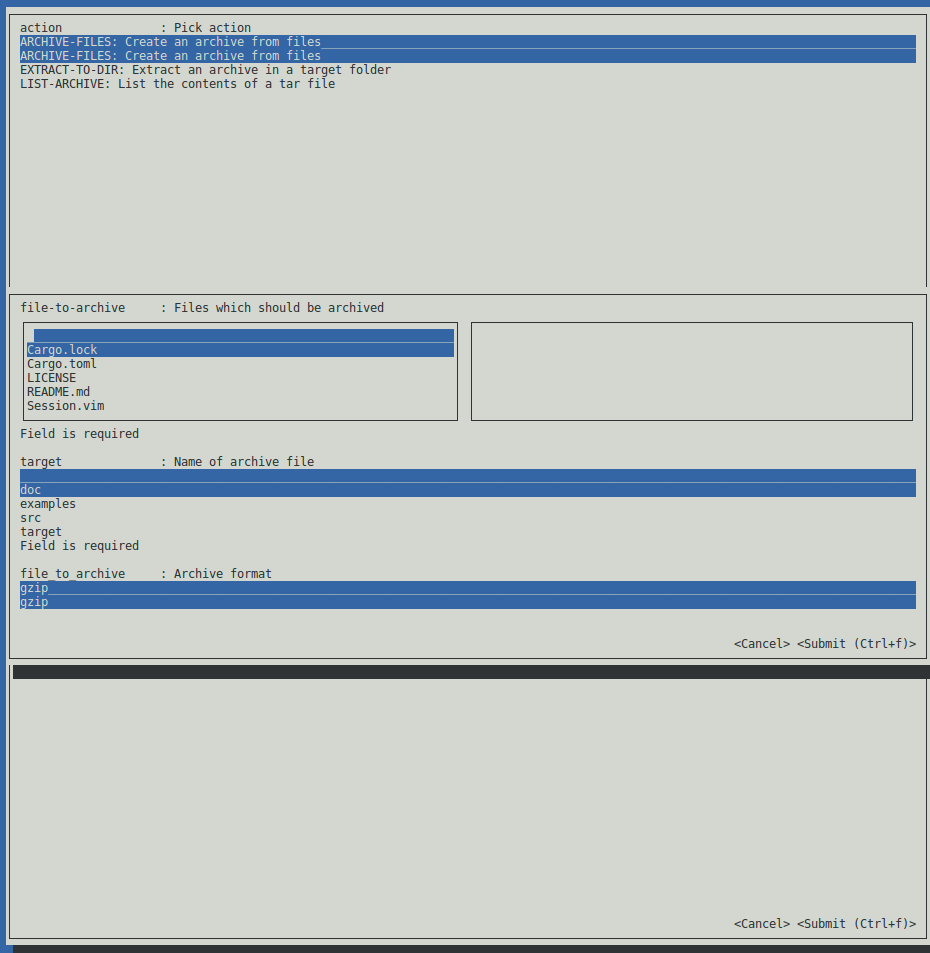 action : Pick action
ARCHIVE-FILES: Create an archive from files
ARCHIVE-FILES: Create an archive from files
EXTRACT-TO-DIR: Extract an archive in a target folder
LIST-ARCHIVE: List the contents of a tar file
file-to-archive : Files which should be archived
Cargo.lock
Cargo.toml
LICENSE
README.md
Session.vim
Field is required
target : Name of archive file
doc
examples
src
target
Field is required
file_to_archive : Archive format
gzip
gzip
<Cancel> <Submit (Ctrl+f)>
<Cancel> <Submit (Ctrl+f)>